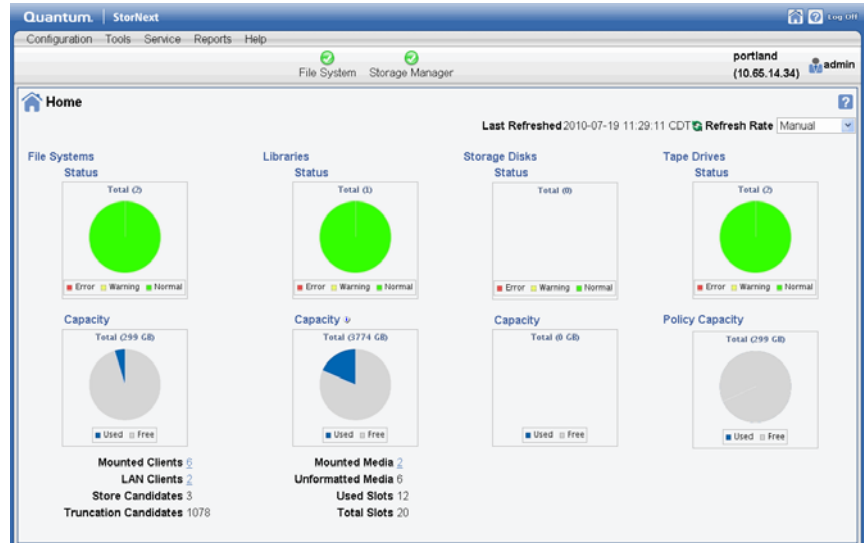 Quantum. StorNext
Log Off
Configuration Tools Service Reports Help
File System Storage Manager
portland
(10.65.14.34)
admin
Home
Last Refreshed 2010-07-19 11:29:11 CDT Refresh Rate Manual
File Systems
Status
Total (2)
Error Warning Normal
Libraries
Status
Total (1)
Error Warning Normal
Storage Disks
Status
Total (0)
Error Warning Normal
Tape Drives
Status
Total (2)
Error Warning Normal
Capacity
Total (299 GB)
Used Free
Capacity
Total (3774 GB)
Used Free
Capacity
Total (0 GB)
Used Free
Policy Capacity
Total (299 GB)
Used Free
Mounted Clients 6
LAN Clients 2
Store Candidates 3
Truncation Candidates 1078
Mounted Media 2
Unformatted Media 6
Used Slots 12
Total Slots 20